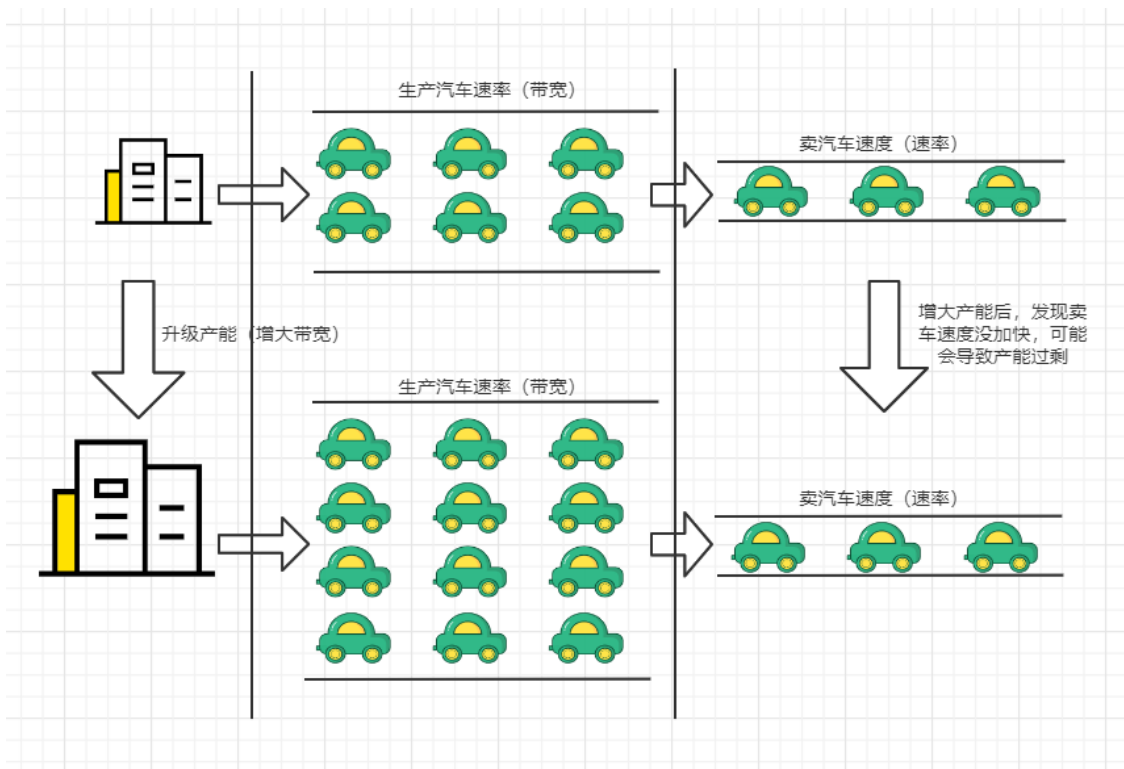 生产汽车速率（带宽）
卖汽车速度（速率）
升级产能（增大带宽）
增大产能后，发现卖
车速度没加快，可能
会导致产能过剩
生产汽车速率（带宽）
卖汽车速度（速率）